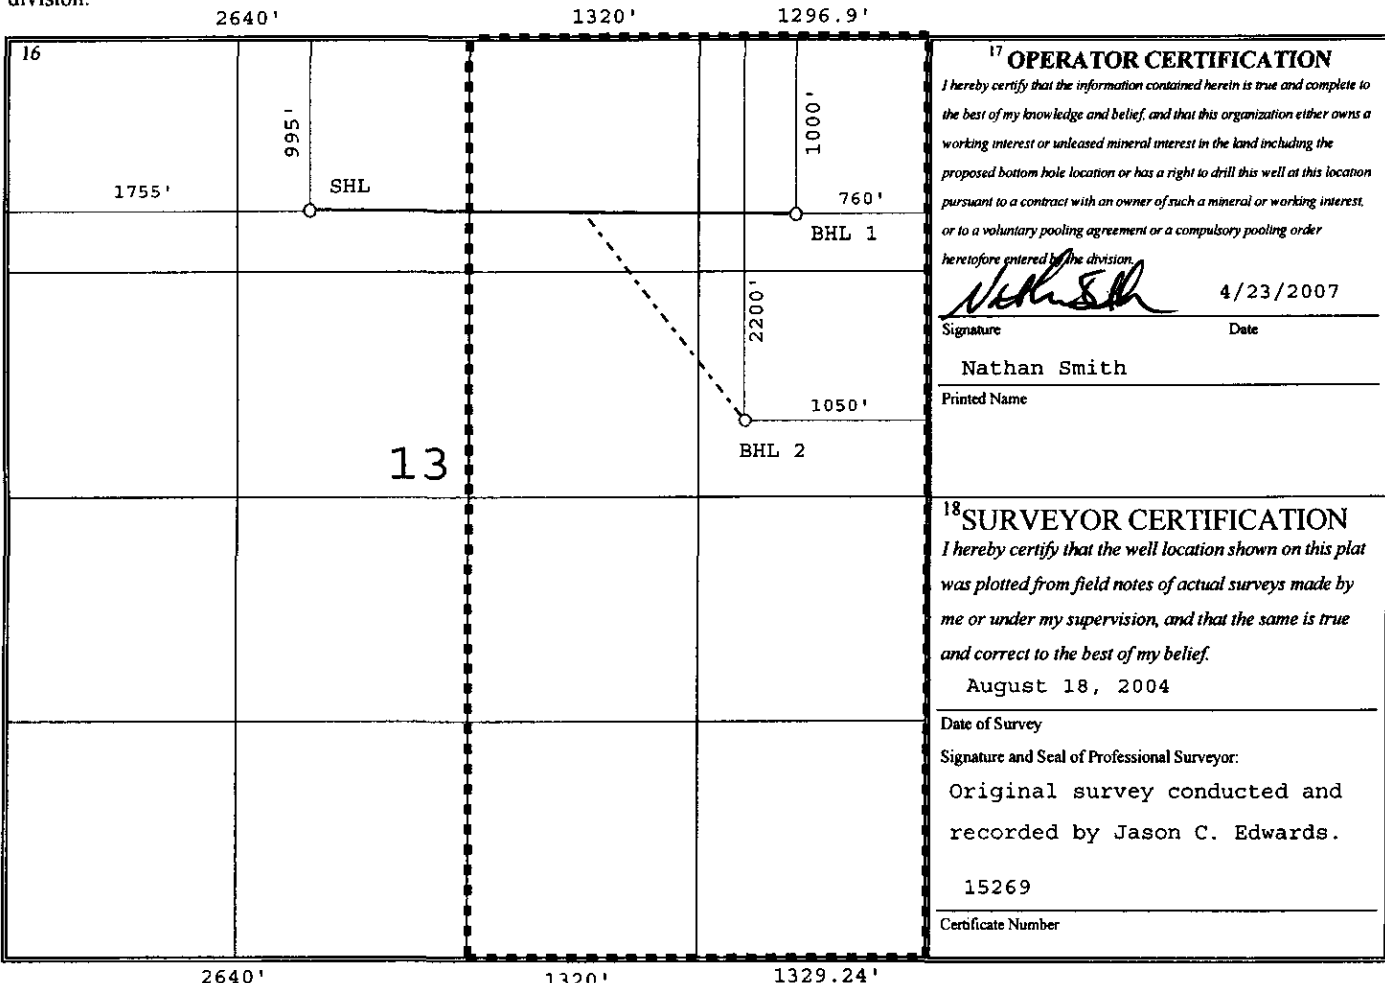 division.
2640' 1320' 1296.9'
16
995'
1000'
1755'
SHL
760'
BHL 1
2200'
1050'
BHL 2
13
2640' 1320' 1329.24'
17 OPERATOR CERTIFICATION
I hereby certify that the information contained herein is true and complete to
the best of my knowledge and belief, and that this organization either owns a
working interest or unleased mineral interest in the land including the
proposed bottom hole location or has a right to drill this well at this location
pursuant to a contract with an owner of such a mineral or working interest,
or to a voluntary pooling agreement or a compulsory pooling order
heretofore entered by the division.
4/23/2007
Signature Date
Nathan Smith
Printed Name
18 SURVEYOR CERTIFICATION
I hereby certify that the well location shown on this plat
was plotted from field notes of actual surveys made by
me or under my supervision, and that the same is true
and correct to the best of my belief.
August 18, 2004
Date of Survey
Signature and Seal of Professional Surveyor:
Original survey conducted and
recorded by Jason C. Edwards.
15269
Certificate Number